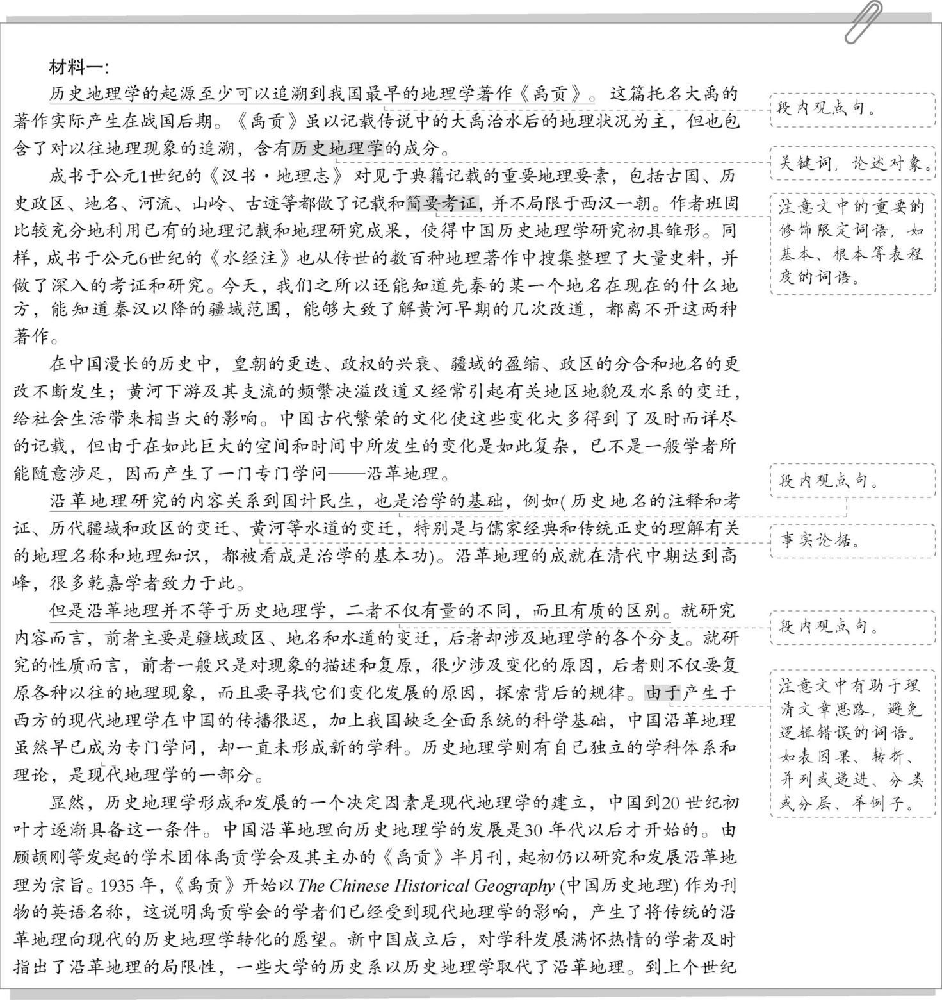 材料一:
历史地理学的起源至少可以追溯到我国最早的地理学著作《禹贡》。这篇托名大禹的
著作实际产生在战国后期。《禹贡》虽以记载传说中的大禹治水后的地理状况为主，但也包
含了对以往地理现象的追溯，含有历史地理学的成分。
成书于公元1世纪的《汉书·地理志》对见于典籍记载的重要地理要素，包括古国、历
史政区、地名、河流、山岭、古迹等都做了记载和简要考证，并不局限于西汉一朝。作者班固
比较充分地利用已有的地理记载和地理研究成果，使得中国历史地理学研究初具雏形。同
样，成书于公元6世纪的《水经注》也从传世的数百种地理著作中搜集整理了大量史料，并
做了深入的考证和研究。今天，我们之所以还能知道先秦的某一个地名在现在的什么地
方，能知道秦汉以降的疆域范围，能够大致了解黄河早期的几次改道，都离不开这两种
著作。
在中国漫长的历史中，皇朝的更迭、政权的兴衰、疆域的盈缩、政区的分合和地名的更
改不断发生；黄河下游及其支流的频繁决溢改道又经常引起有关地区地貌及水系的变迁，
给社会生活带来相当大的影响。中国古代繁荣的文化使这些变化大多得到了及时而详尽
的记载，但由于在如此巨大的空间和时间中所发生的变化是如此复杂，已不是一般学者所
能随意涉足，因而产生了一门专门学问——沿革地理。
沿革地理研究的内容关系到国计民生，也是治学的基础，例如(历史地名的注释和考
证、历代疆域和政区的变迁、黄河等水道的变迁，特别是与儒家经典和传统正史的理解有关
的地理名称和地理知识，都被看成是治学的基本功)。沿革地理的成就在清代中期达到高
峰，很多乾嘉学者致力于此。
但是沿革地理并不等于历史地理学，二者不仅有量的不同，而且有质的区别。就研究
内容而言，前者主要是疆域政区、地名和水道的变迁，后者却涉及地理学的各个分支。就研
究的性质而言，前者一般只是对现象的描述和复原，很少涉及变化的原因，后者则不仅要复
原各种以往的地理现象，而且要寻找它们变化发展的原因，探索背后的规律。由于产生于
西方的现代地理学在中国的传播很迟，加上我国缺乏全面系统的科学基础，中国沿革地理
虽然早已成为专门学问，却一直未形成新的学科。历史地理学则有自己独立的学科体系和
理论，是现代地理学的一部分。
显然，历史地理学形成和发展的一个决定因素是现代地理学的建立，中国到20世纪初
叶才逐渐具备这一条件。中国沿革地理向历史地理学的发展是30年代以后才开始的。由
顾颉刚等发起的学术团体禹贡学会及其主办的《禹贡》半月刊，起初仍以研究和发展沿革地
理为宗旨。1935年，《禹贡》开始以The Chinese Historical Geography(中国历史地理)作为刊
物的英语名称，这说明禹贡学会的学者们已经受到现代地理学的影响，产生了将传统的沿
革地理向现代的历史地理学转化的愿望。新中国成立后，对学科发展满怀热情的学者及时
指出了沿革地理的局限性，一些大学的历史系以历史地理学取代了沿革地理。到上个世纪
段内观点句。
关键词，论述对象。
注意文中的重要的
修饰限定词语，如
基本、根本等表程
度的词语。
段内观点句。
事实论据。
段内观点句。
注意文中有助于理
清文章思路，避免
逻辑错误的词语。
如表因果、转折、
并列或递进、分类
或分层、举例子。